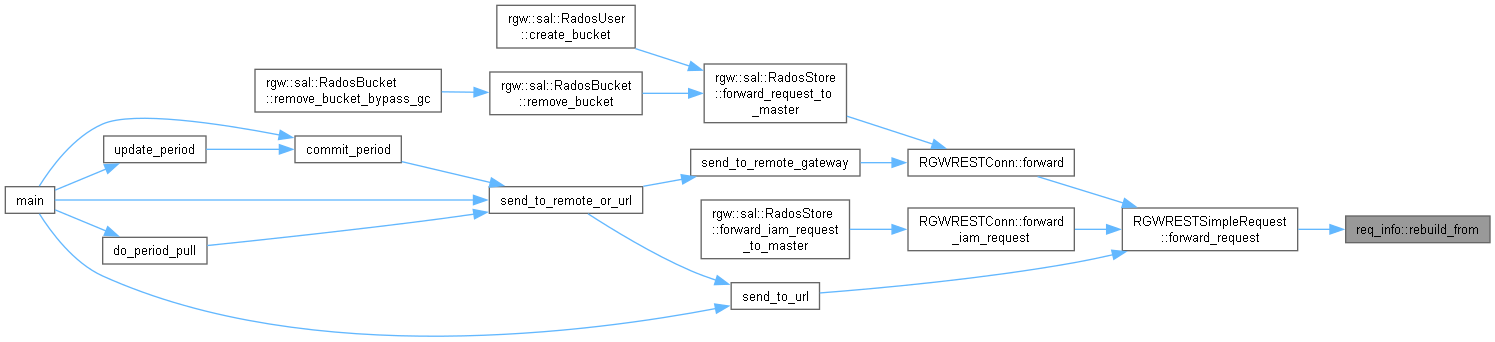 rgw::sal::RadosUser
::create_bucket
rgw::sal::RadosBucket
::remove_bucket_bypass_gc
rgw::sal::RadosBucket
::remove_bucket
rgw::sal::RadosStore
::forward_request_to
_master
update_period
commit_period
send_to_remote_gateway
RGWRESTConn::forward
main
send_to_remote_or_url
rgw::sal::RadosStore
::forward_iam_request
_to_master
RGWRESTConn::forward
_iam_request
RGWRESTSimpleRequest
::forward_request
req_info::rebuild_from
do_period_pull
send_to_url